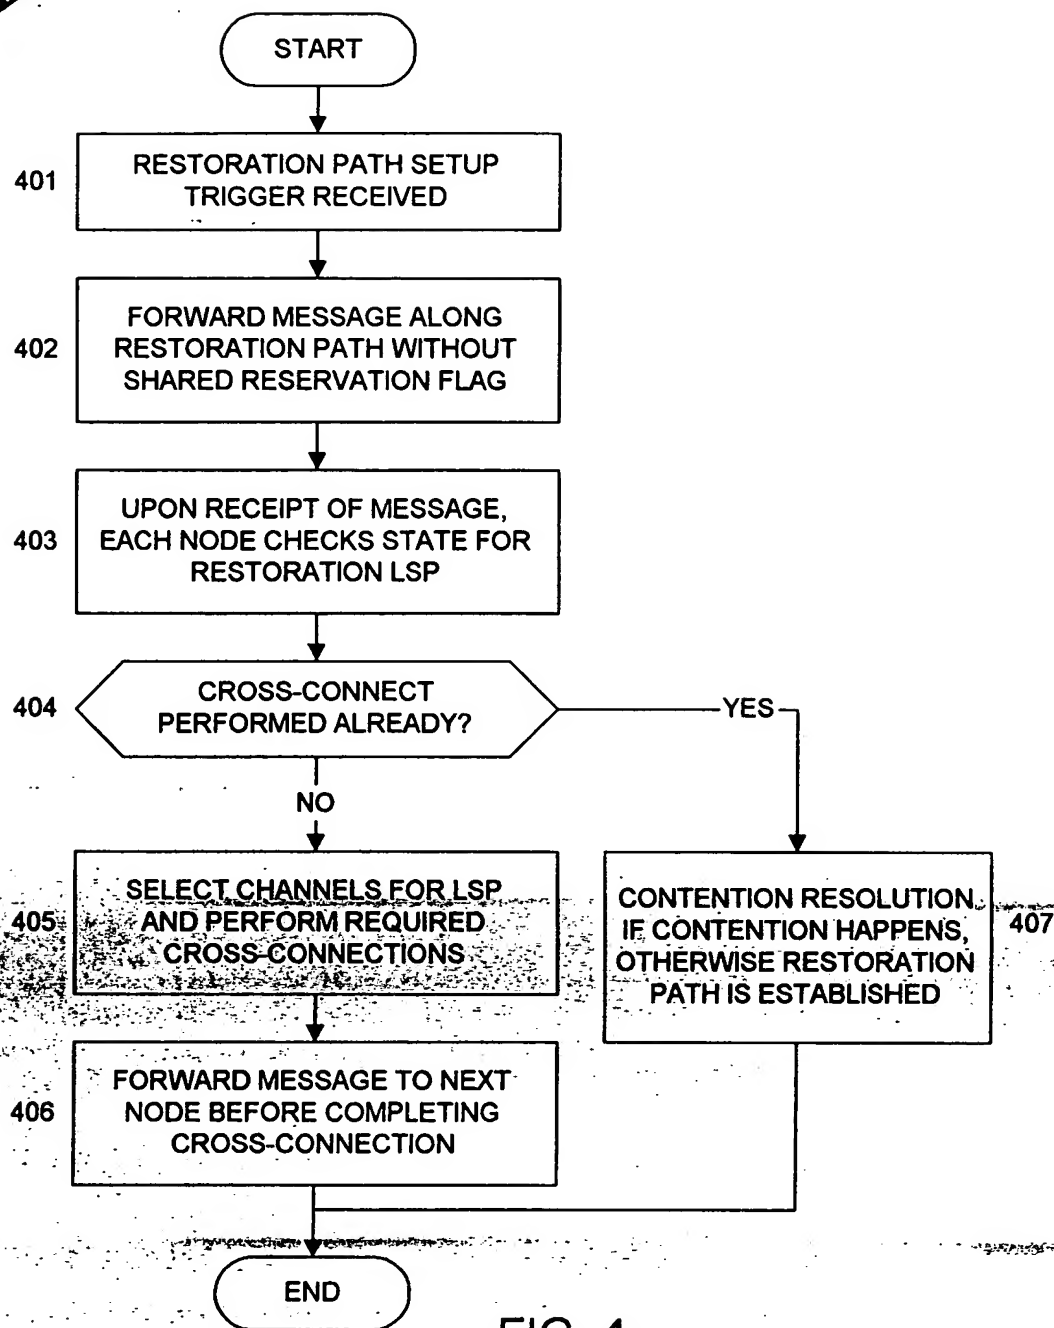 START
401
RESTORATION PATH SETUP
TRIGGER RECEIVED
402
FORWARD MESSAGE ALONG
RESTORATION PATH WITHOUT
SHARED RESERVATION FLAG
403
UPON RECEIPT OF MESSAGE,
EACH NODE CHECKS STATE FOR
RESTORATION LSP
404
CROSS-CONNECT
PERFORMED ALREADY?
YES
NO
405
SELECT CHANNELS FOR LSP
AND PERFORM REQUIRED
CROSS-CONNECTIONS
CONTENTION RESOLUTION
IF CONTENTION HAPPENS,
OTHERWISE RESTORATION
PATH IS ESTABLISHED
407
406
FORWARD MESSAGE TO NEXT
NODE BEFORE COMPLETING
CROSS-CONNECTION
END
FIG. 4